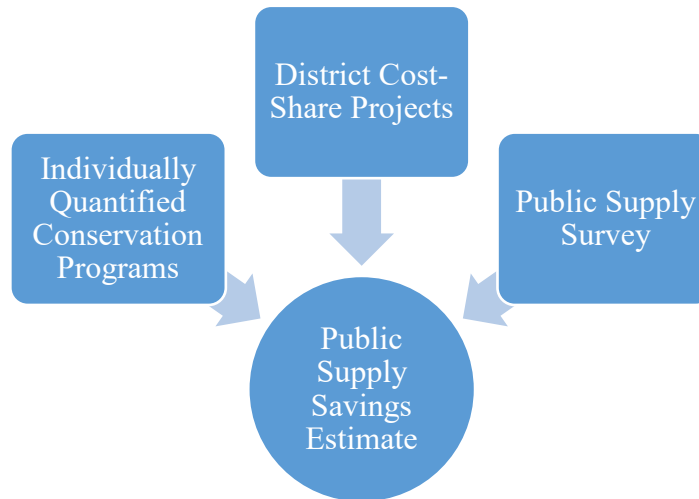 District Cost-
Share Projects
Individually
Quantified
Conservation
Programs
Public Supply
Survey
Public
Supply
Savings
Estimate